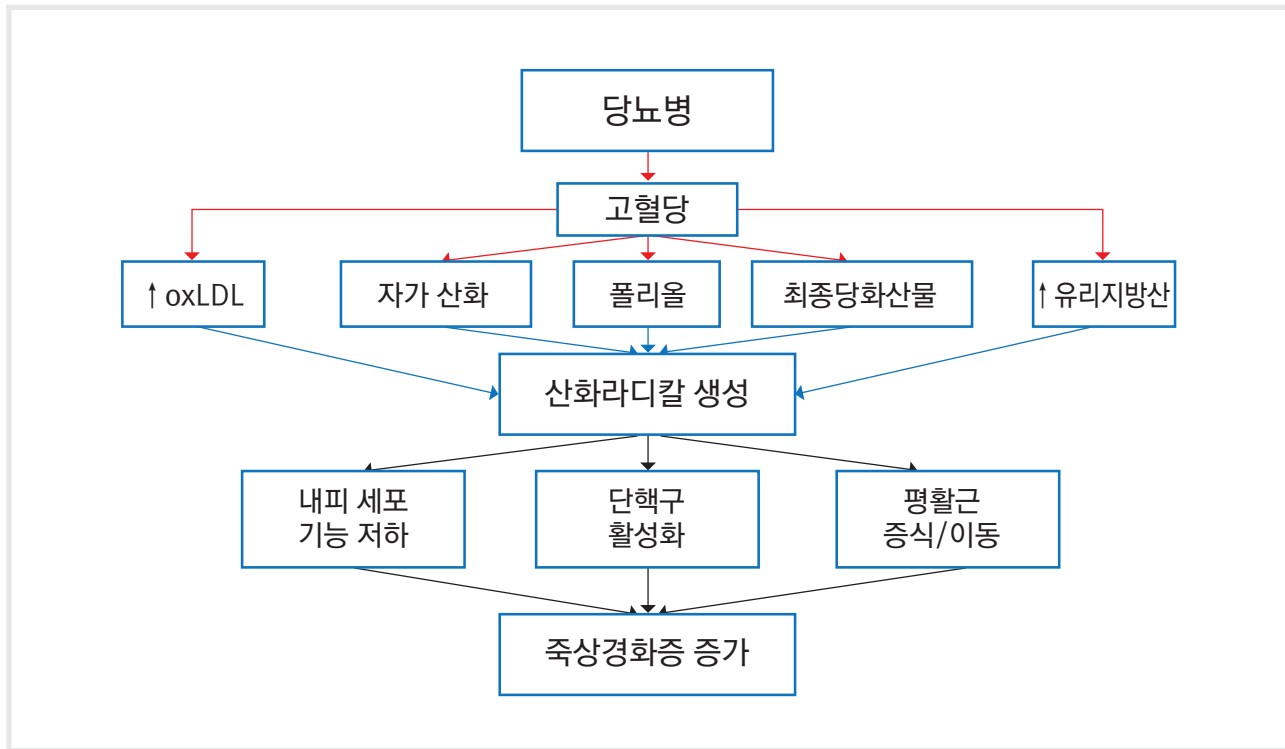 당뇨병
고혈당
↑ oxLDL
자가 산화
폴리올
최종당화산물
↑ 유리지방산
산화라디칼 생성
내피 세포
기능 저하
단핵구
활성화
평활근
증식/이동
죽상경화증 증가